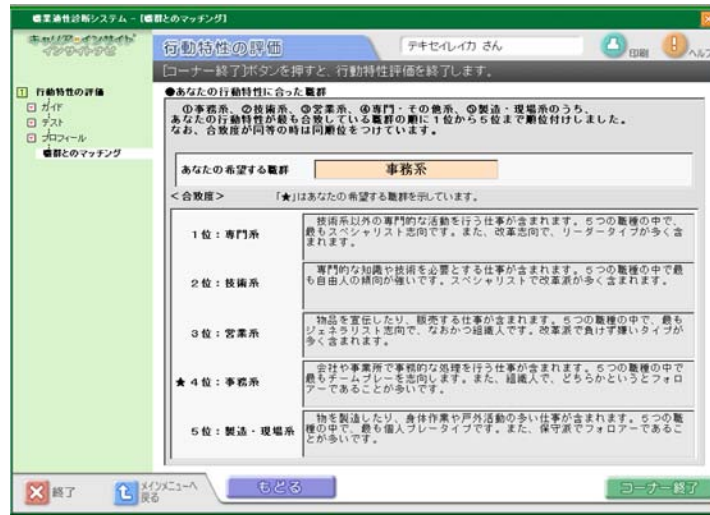 職業適性診断システム - [職群とのマッチング]
キャリア・インサイト
インサイトナビ
行動特性の評価
テキセイレイカ さん
印刷
ヘルプ
[コーナー終了]ボタンを押すと、行動特性評価を終了します。
行動特性の評価
ガイド
テスト
プロフィール
職群とのマッチング
●あなたの行動特性に合った職群
①事務系、②技術系、③営業系、④専門・その他系、⑤製造・現場系のうち、
あなたの行動特性が最も合致している職群の順に1位から5位まで順位付けしました。
なお、合致度が同等の時は同順位をつけています。
あなたの希望する職群
事務系
<合致度>
「★」はあなたの希望する職群を示しています。
1位：専門系
技術系以外の専門的な活動を行う仕事が含まれます。5つの職種の中で、
最もスペシャリスト志向です。また、改革志向で、リーダータイプが多く含
まれます。
2位：技術系
専門的な知識や技術を必要とする仕事が含まれます。5つの職種の中で最
も自由人の傾向が強いです。スペシャリストで改革派が多く含まれます。
3位：営業系
物品を宣伝したり、販売する仕事が含まれます。5つの職種の中で、最も
ジェネラリスト志向で、なおかつ組織人です。改革派で負けず嫌いタイプが
多く含まれます。
★ 4位：事務系
会社や事業所で事務的な処理を行う仕事が含まれます。5つの職種の中で
最もチームプレーを志向します。また、組織人で、どちらかというとフォロ
アーであることが多いです。
5位：製造・現場系
物を製造したり、身体作業や戸外活動の多い仕事が含まれます。5つの職
種の中で、最も個人プレータイプです。また、保守派でフォロアーであるこ
とが多いです。
終了
メインメニューへ
戻る
もどる
コーナー終了